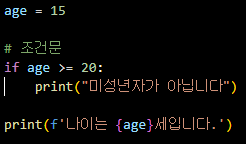 age = 15

# 조건문
if age >= 20:
    print("미성년자가 아닙니다")

print(f'나이는 {age}세입니다.')